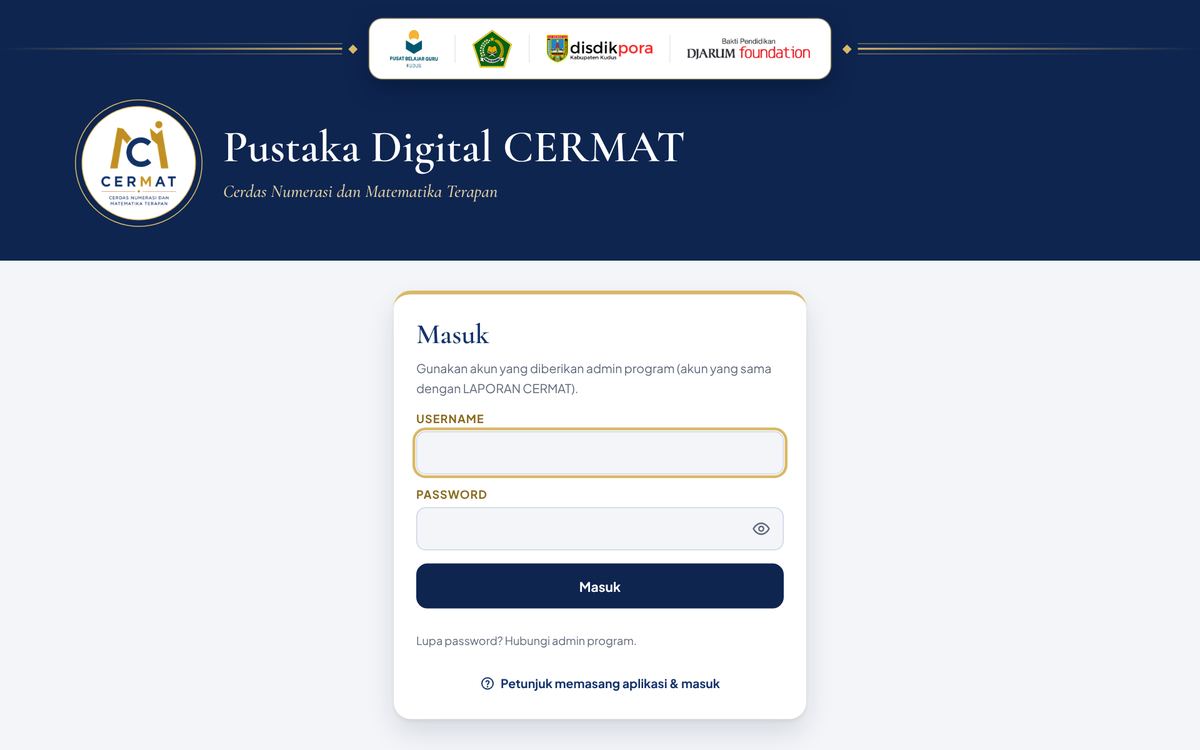 PUSAT BELAJAR GURU
KUDUS
disdikpora
Kabupaten Kudus
Bakti Pendidikan
DJARUM foundation
CERMAT
CERDAS NUMERASI DAN
MATEMATIKA TERAPAN
Pustaka Digital CERMAT
Cerdas Numerasi dan Matematika Terapan
Masuk
Gunakan akun yang diberikan admin program (akun yang sama
dengan LAPORAN CERMAT).
USERNAME
PASSWORD
Masuk
Lupa password? Hubungi admin program.
Petunjuk memasang aplikasi & masuk